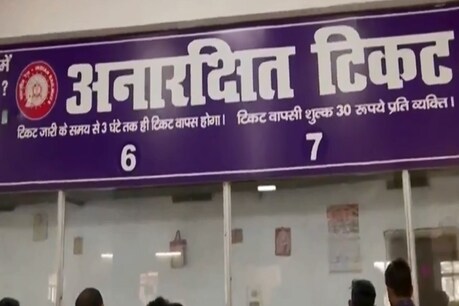 में
?
अनारक्षित टिकट
टिकट जारी के समय से 3 घंटे तक ही टिकट वापस होगा। टिकट वापसी शुल्क 30 रूपये प्रति व्यक्ति।
6 7